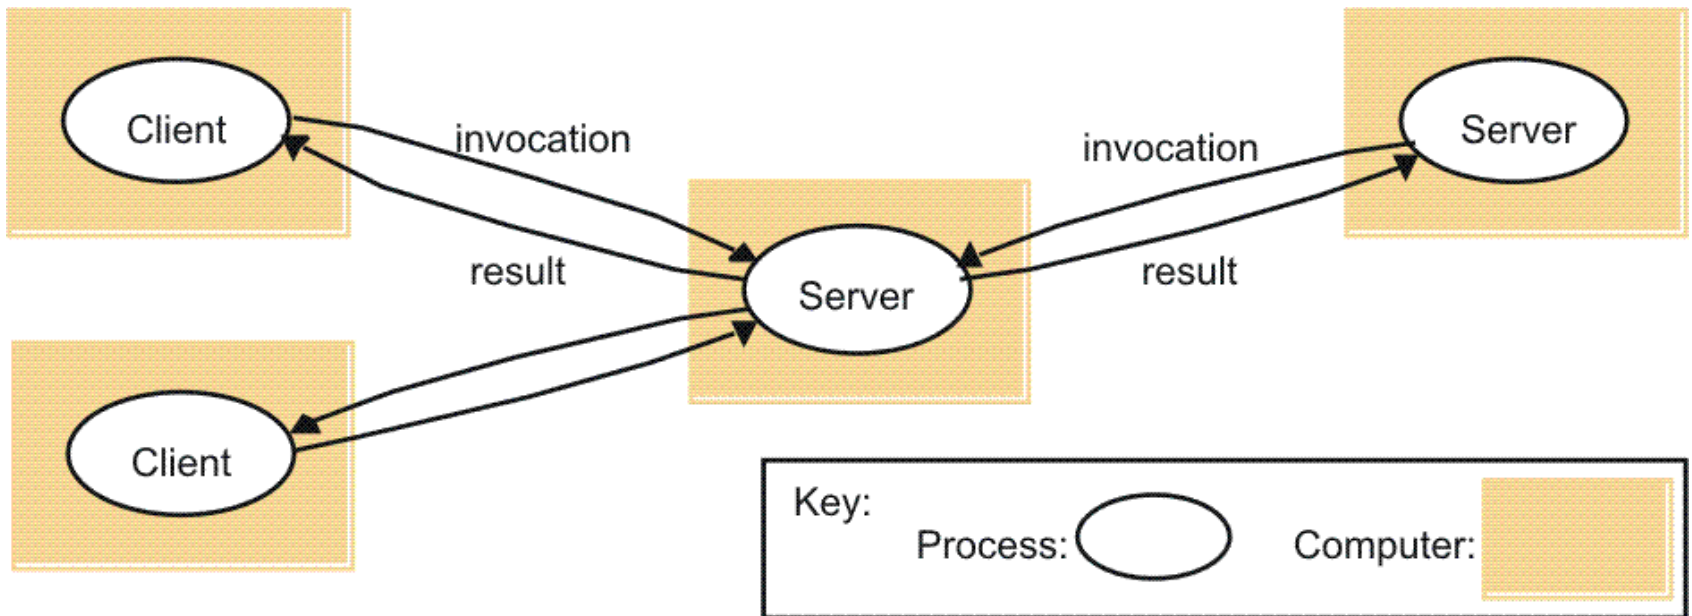 Client
invocation
result
Server
invocation
result
Server
Client
Key:
Process:
Computer: